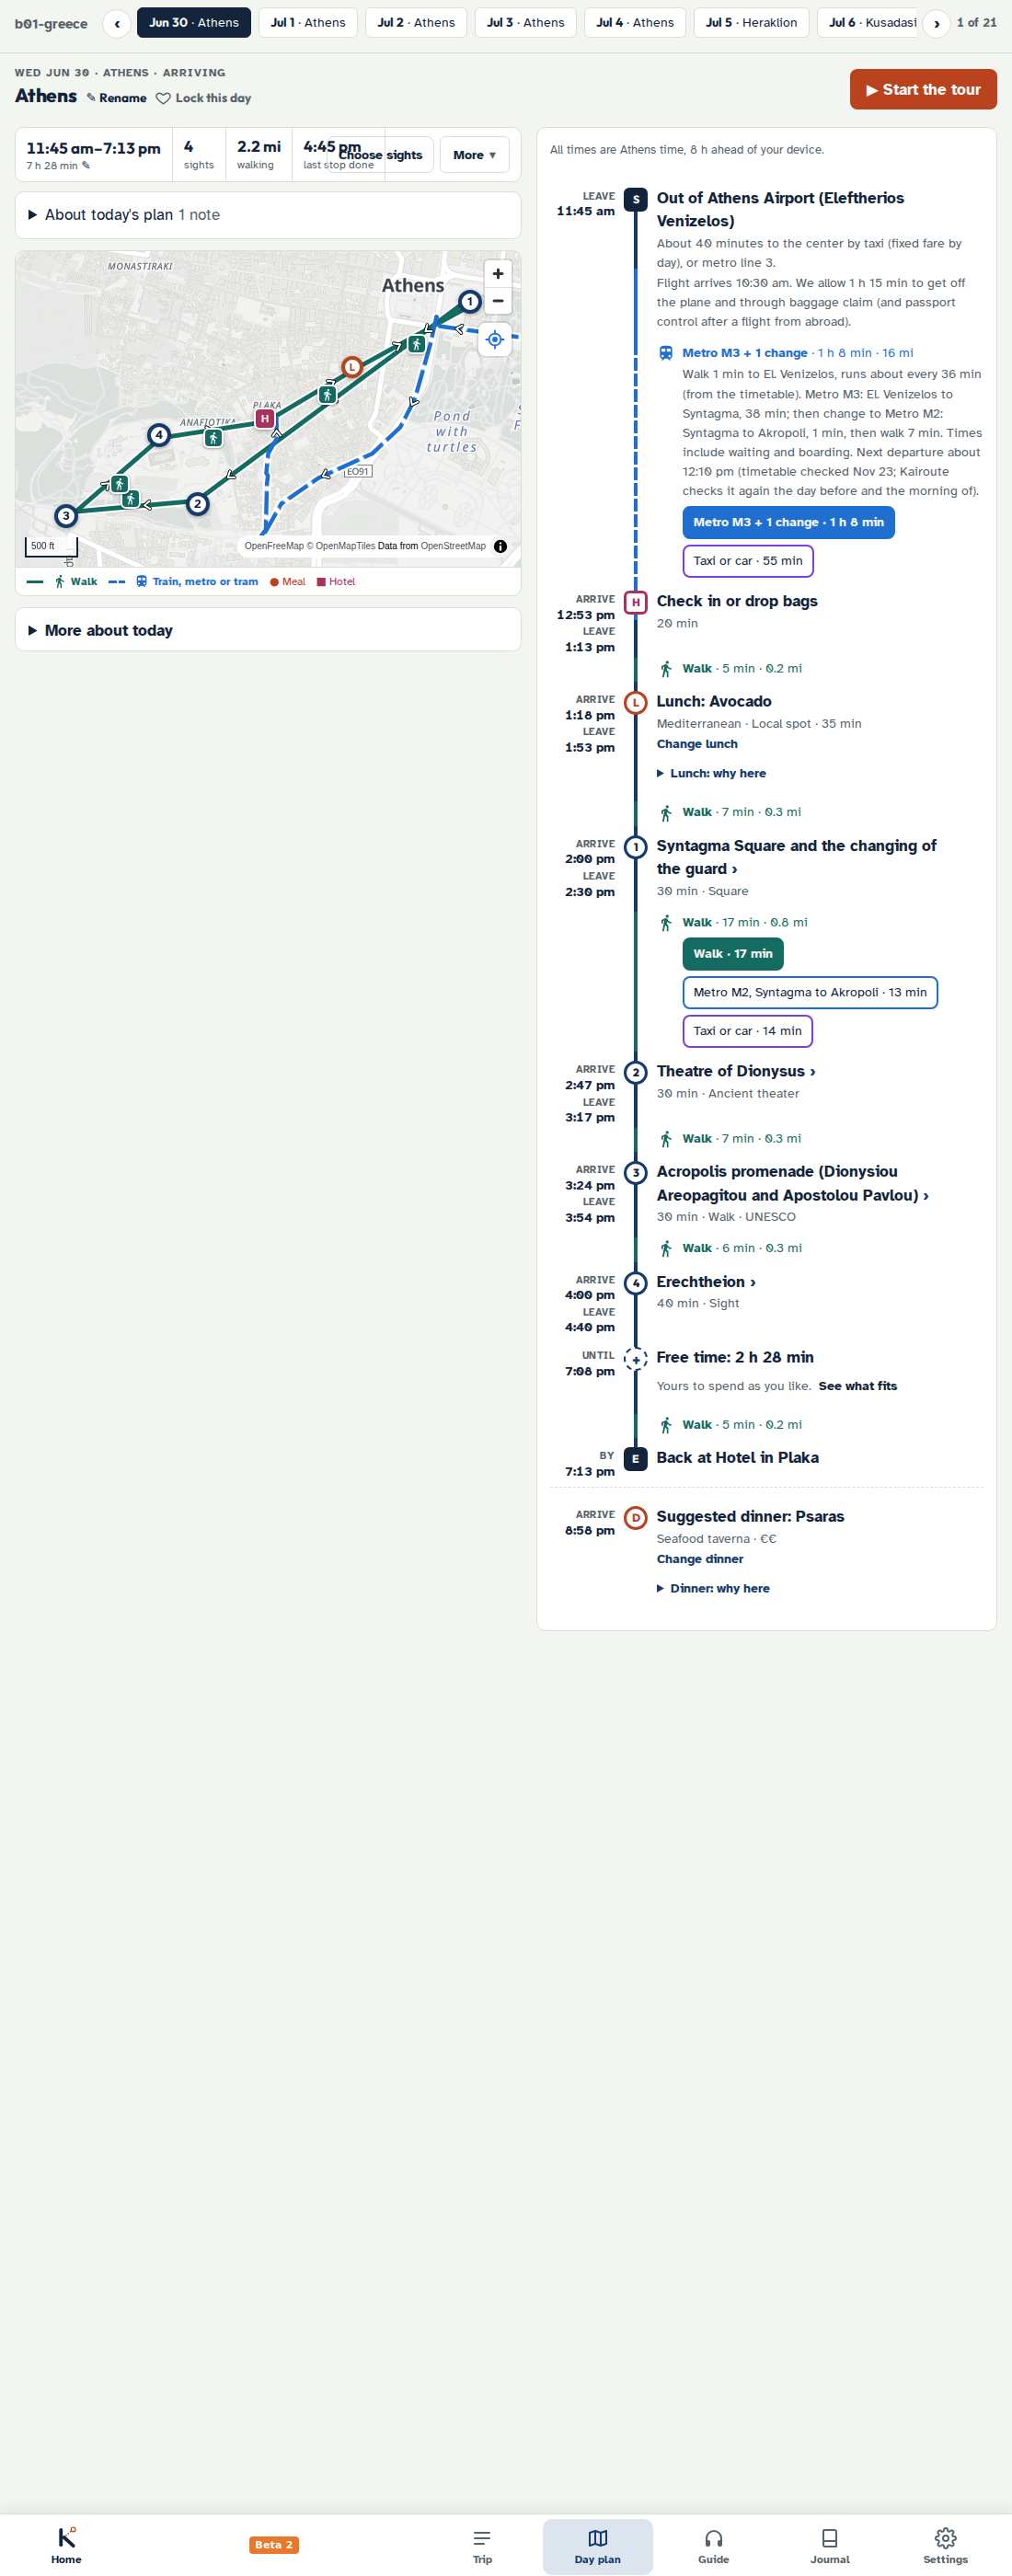 b01-greece
‹
Jun 30 · Athens
Jul 1 · Athens
Jul 2 · Athens
Jul 3 · Athens
Jul 4 · Athens
Jul 5 · Heraklion
Jul 6 · Kusadasi
›
1 of 21
WED JUN 30 · ATHENS · ARRIVING
Athens ✎ Rename Lock this day
▶ Start the tour
11:45 am–7:13 pm
7 h 28 min ✎
4
sights
2.2 mi
walking
4:45 pm
last stop done
Choose sights
More ▾
▶ About today's plan 1 note
MONASTIRAKI
Athens
1
+
−
L
PLAKA
H
ANAFIOTIKA
4
Pond
with
turtles
EO91
2
3
500 ft
OpenFreeMap © OpenMapTiles Data from OpenStreetMap
Walk
Train, metro or tram
Meal
Hotel
▶ More about today
All times are Athens time, 8 h ahead of your device.
LEAVE
11:45 am
S
Out of Athens Airport (Eleftherios
Venizelos)
About 40 minutes to the center by taxi (fixed fare by
day), or metro line 3.
Flight arrives 10:30 am. We allow 1 h 15 min to get off
the plane and through baggage claim (and passport
control after a flight from abroad).
Metro M3 + 1 change · 1 h 8 min · 16 mi
Walk 1 min to EL Venizelos, runs about every 36 min
(from the timetable). Metro M3: EL Venizelos to
Syntagma, 38 min; then change to Metro M2:
Syntagma to Akropoli, 1 min, then walk 7 min. Times
include waiting and boarding. Next departure about
12:10 pm (timetable checked Nov 23; Kairoute
checks it again the day before and the morning of).
Metro M3 + 1 change · 1 h 8 min
Taxi or car · 55 min
ARRIVE
12:53 pm
LEAVE
1:13 pm
H
Check in or drop bags
20 min
Walk · 5 min · 0.2 mi
ARRIVE
1:18 pm
LEAVE
1:53 pm
L
Lunch: Avocado
Mediterranean · Local spot · 35 min
Change lunch
▶ Lunch: why here
Walk · 7 min · 0.3 mi
ARRIVE
2:00 pm
LEAVE
2:30 pm
1
Syntagma Square and the changing of
the guard ›
30 min · Square
Walk · 17 min · 0.8 mi
Walk · 17 min
Metro M2, Syntagma to Akropoli · 13 min
Taxi or car · 14 min
ARRIVE
2:47 pm
LEAVE
3:17 pm
2
Theatre of Dionysus ›
30 min · Ancient theater
Walk · 7 min · 0.3 mi
ARRIVE
3:24 pm
LEAVE
3:54 pm
3
Acropolis promenade (Dionysiou
Areopagitou and Apostolou Pavlou) ›
30 min · Walk · UNESCO
Walk · 6 min · 0.3 mi
ARRIVE
4:00 pm
LEAVE
4:40 pm
4
Erechtheion ›
40 min · Sight
UNTIL
7:08 pm
+
Free time: 2 h 28 min
Yours to spend as you like. See what fits
Walk · 5 min · 0.2 mi
BY
7:13 pm
E
Back at Hotel in Plaka
ARRIVE
8:58 pm
D
Suggested dinner: Psaras
Seafood taverna · €€
Change dinner
▶ Dinner: why here
Home
Beta 2
Trip
Day plan
Guide
Journal
Settings